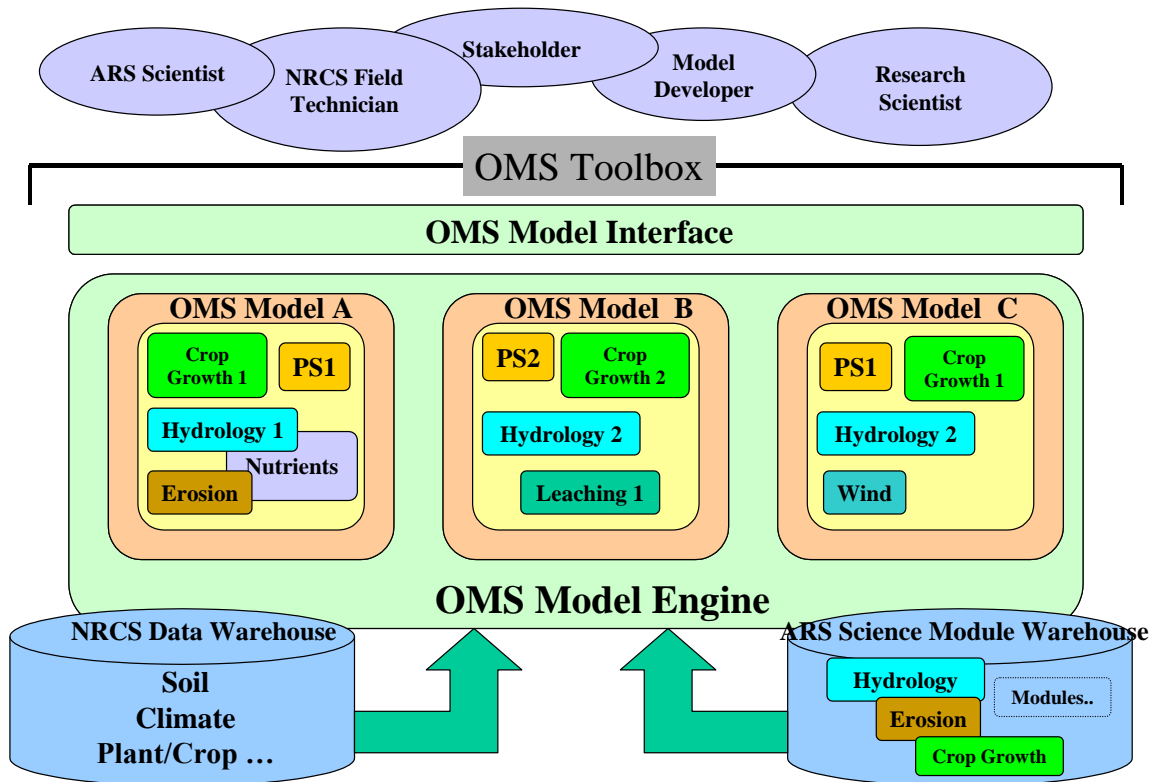 ARS Scientist
NRCS Field
Technician
Stakeholder
Model
Developer
Research
Scientist
OMS Toolbox
OMS Model Interface
OMS Model A
Crop
Growth 1
PS1
Hydrology 1
Nutrients
Erosion
OMS Model B
PS2
Crop
Growth 2
Hydrology 2
Leaching 1
OMS Model C
PS1
Crop
Growth 1
Hydrology 2
Wind
OMS Model Engine
NRCS Data Warehouse
Soil
Climate
Plant/Crop …
ARS Science Module Warehouse
Hydrology
Modules..
Erosion
Crop Growth